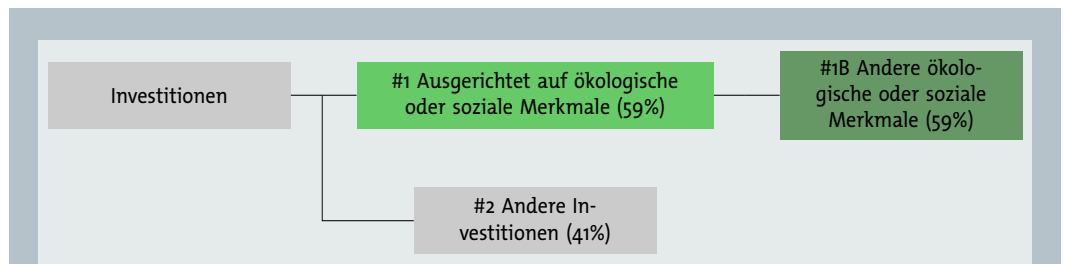 Investitionen
#1 Ausgerichtet auf ökologische
oder soziale Merkmale (59%)
#1B Andere ökolo-
gische oder soziale
Merkmale (59%)
#2 Andere In-
vestitionen (41%)